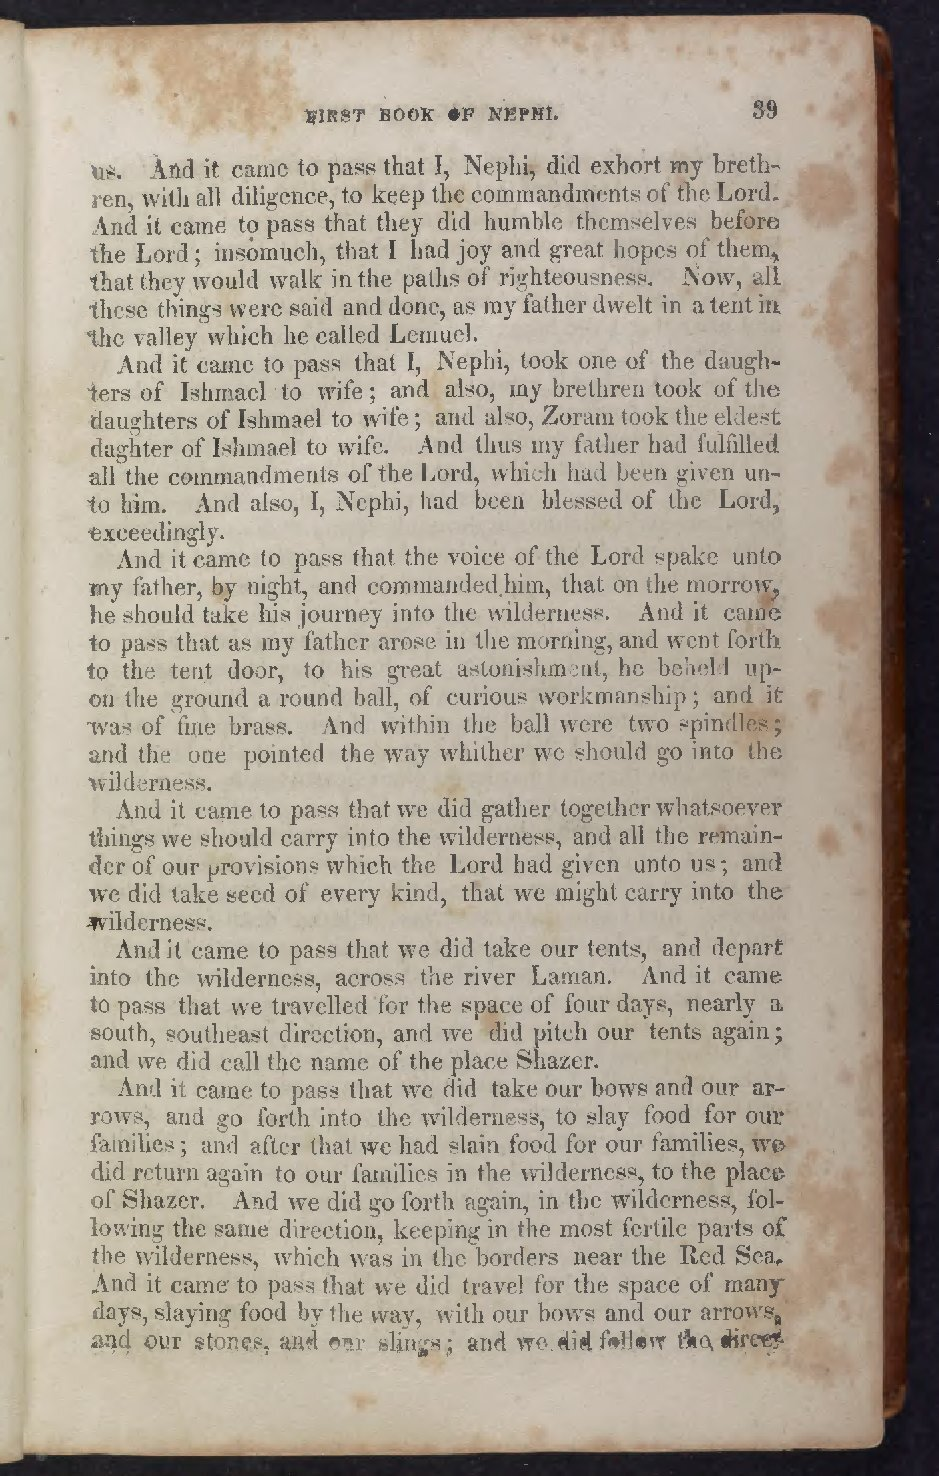 FIRST BOOK OF NEPHI. 39
us. And it came to pass that I, Nephi, did exhort my breth-
ren, with all diligence, to keep the commandments of the Lord.
And it came to pass that they did humble themselves before
the Lord; insomuch, that I had joy and great hopes of them,
that they would walk in the paths of righteousness. Now, all
these things were said and done, as my father dwelt in a tent in
the valley which he called Lemuel.
And it came to pass that I, Nephi, took one of the daugh-
ters of Ishmael to wife; and also, my brethren took of the
daughters of Ishmael to wife; and also, Zoram took the eldest
daghter of Ishmael to wife. And thus my father had fulfilled
all the commandments of the Lord, which had been given un-
to him. And also, I, Nephi, had been blessed of the Lord,
exceedingly.
And it came to pass that the voice of the Lord spake unto
my father, by night, and commanded him, that on the morrow,
he should take his journey into the wilderness. And it came
to pass that as my father arose in the morning, and went forth
to the tent door, to his great astonishment, he beheld up-
on the ground a round ball, of curious workmanship; and it
was of fine brass. And within the ball were two spindles;
and the one pointed the way whither we should go into the
wilderness.
And it came to pass that we did gather together whatsoever
things we should carry into the wilderness, and all the remain-
der of our provisions which the Lord had given unto us; and
we did take seed of every kind, that we might carry into the
wilderness.
And it came to pass that we did take our tents, and depart
into the wilderness, across the river Laman. And it came
to pass that we travelled for the space of four days, nearly a
south, southeast direction, and we did pitch our tents again;
and we did call the name of the place Shazer.
And it came to pass that we did take our bows and our ar-
rows, and go forth into the wilderness, to slay food for our
families; and after that we had slain food for our families, we
did return again to our families in the wilderness, to the place
of Shazer. And we did go forth again, in the wilderness, fol-
lowing the same direction, keeping in the most fertile parts of
the wilderness, which was in the borders near the Red Sea.
And it came to pass that we did travel for the space of many
days, slaying food by the way, with our bows and our arrows,
and our stones, and our slings; and we did follow the direct-